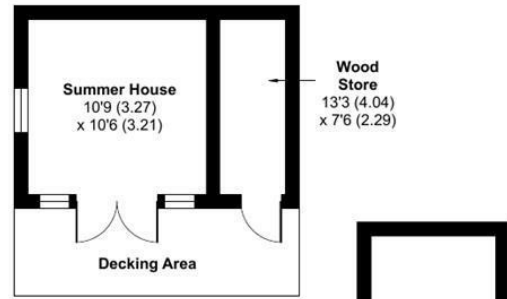 Summer House
10'9 (3.27)
x 10'6 (3.21)
Wood
Store
13'3 (4.04)
x 7'6 (2.29)
Decking Area